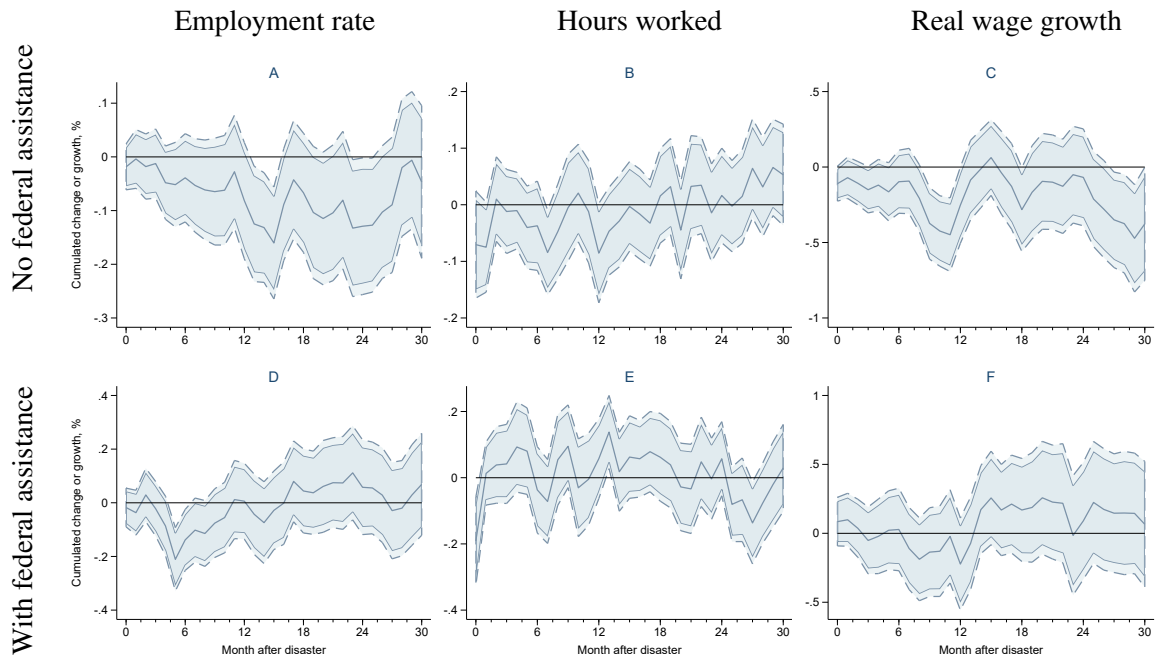 Employment rate
Hours worked
Real wage growth
No federal assistance
A
B
C
Cumulated change or growth, %
.1
0
-.1
-.2
-.3
0 6 12 18 24 30
.2
.1
0
-.1
-.2
0 6 12 18 24 30
.5
0
-.5
-1
0 6 12 18 24 30
With federal assistance
D
E
F
Cumulated change or growth, %
.4
.2
0
-.2
-.4
0 6 12 18 24 30
Month after disaster
.2
0
-.2
-.4
0 6 12 18 24 30
Month after disaster
1
.5
0
-.5
0 6 12 18 24 30
Month after disaster